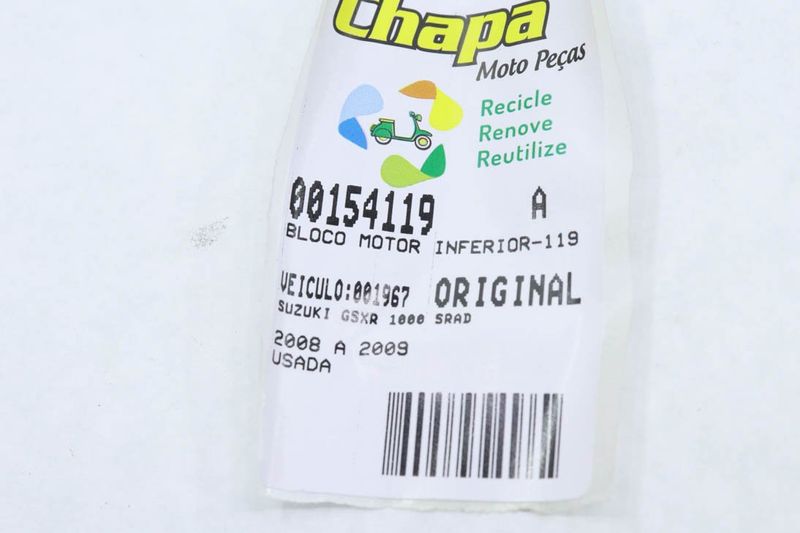 Chapa
Moto Peças
Recicle
Renove
Reutilize
00154119 A
BLOCO MOTOR INFERIOR-119
VEICULO:001967 ORIGINAL
SUZUKI GSXR 1000 SRAD
2008 A 2009
USADA